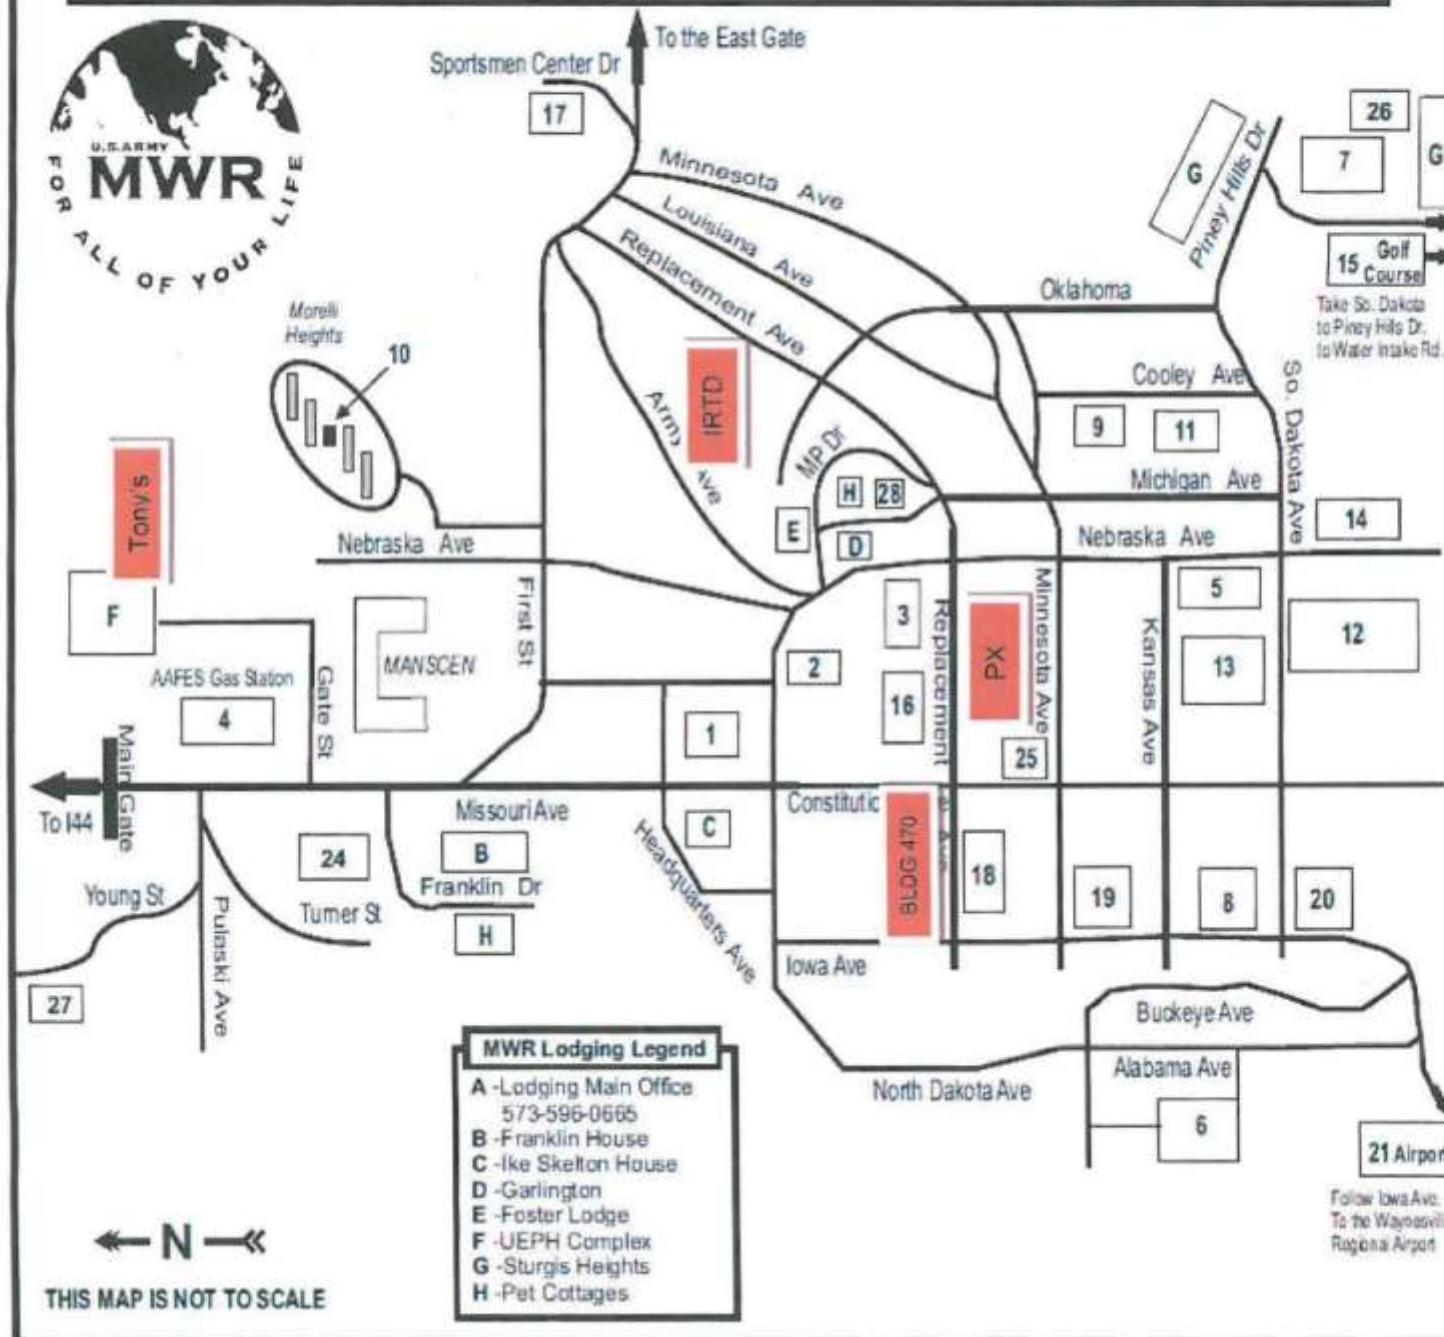 To the East Gate
Sportsmen Center Dr
17
26
7
G
G
Piney Hills Dr
U.S.ARMY
MWR
FOR ALL OF YOUR LIFE
Minnesota Ave
Louisiana Ave
Replacement Ave
15 Golf
Course
Take So. Dakota
to Piney Hills Dr.
to Water Intake Rd.
Oklahoma
Morelli
Heights
10
IRTD
Army Ave
Cooley Ave
9
11
So. Dakota Ave
MP Dr
H
28
Michigan Ave
Tony's
E
D
14
Nebraska Ave
Nebraska Ave
F
First St
3
Replacement
PX
Minnesota Ave
Kansas Ave
5
12
MANSCEN
2
13
AAFES Gas Station
4
Gate St
1
16
25
Main Gate
To I44
Missouri Ave
Constitutio
C
Headquarters Ave
BLDG 470
18
24
B
19
8
20
Young St
Pulaski Ave
Turner St
Franklin Dr
H
Iowa Ave
27
Buckeye Ave
Alabama Ave
North Dakota Ave
6
MWR Lodging Legend
A -Lodging Main Office
573-596-0665
B -Franklin House
C -Ike Skelton House
D -Garlington
E -Foster Lodge
F -UEPH Complex
G -Sturgis Heights
H -Pet Cottages
21 Airpor
Follow Iowa Ave.
To the Waynesvill
Regional Airport
N
THIS MAP IS NOT TO SCALE